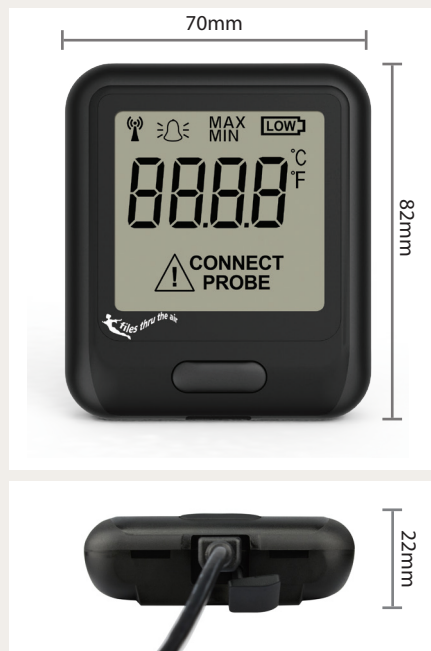 70mm
MAX
MIN
LOW
88.8.8
°C
°F
CONNECT
PROBE
files thru the air
82mm
22mm